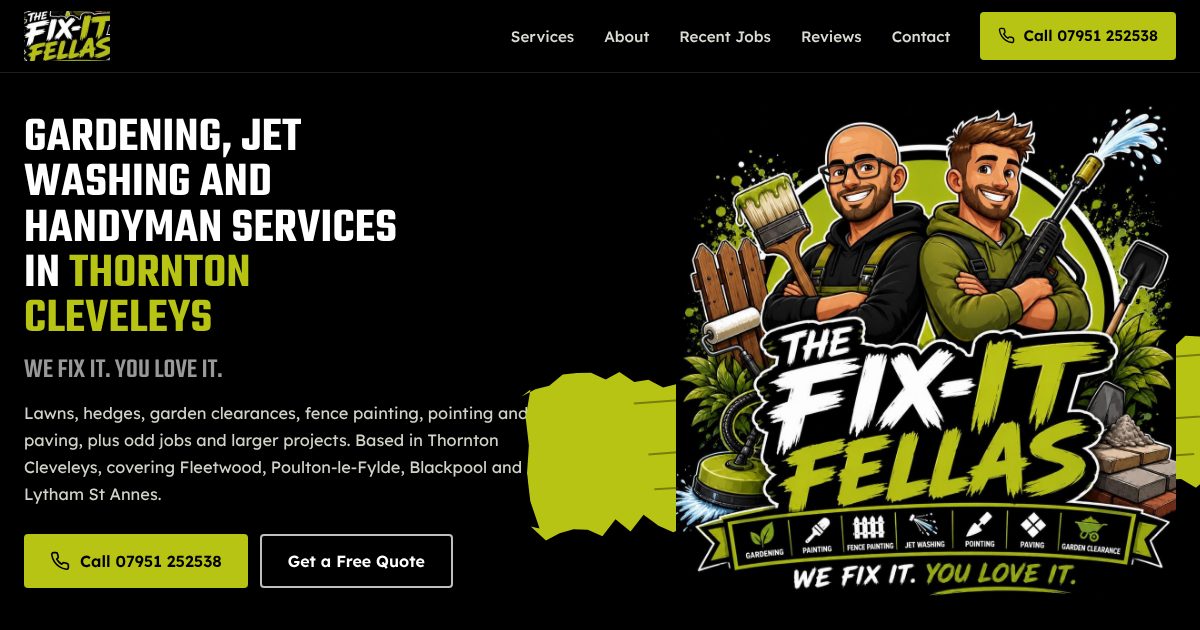 THE
FIX-IT
FELLAS
Services
About
Recent Jobs
Reviews
Contact
Call 07951 252538
GARDENING, JET
WASHING AND
HANDYMAN SERVICES
IN THORNTON
CLEVELEYS
WE FIX IT. YOU LOVE IT.
Lawns, hedges, garden clearances, fence painting, pointing and
paving, plus odd jobs and larger projects. Based in Thornton
Cleveleys, covering Fleetwood, Poulton-le-Fylde, Blackpool and
Lytham St Annes.
Call 07951 252538
Get a Free Quote
THE
FIX-IT
FELLAS
GARDENING
PAINTING
FENCE PAINTING
JET WASHING
POINTING
PAVING
GARDEN CLEARANCE
WE FIX IT. YOU LOVE IT.